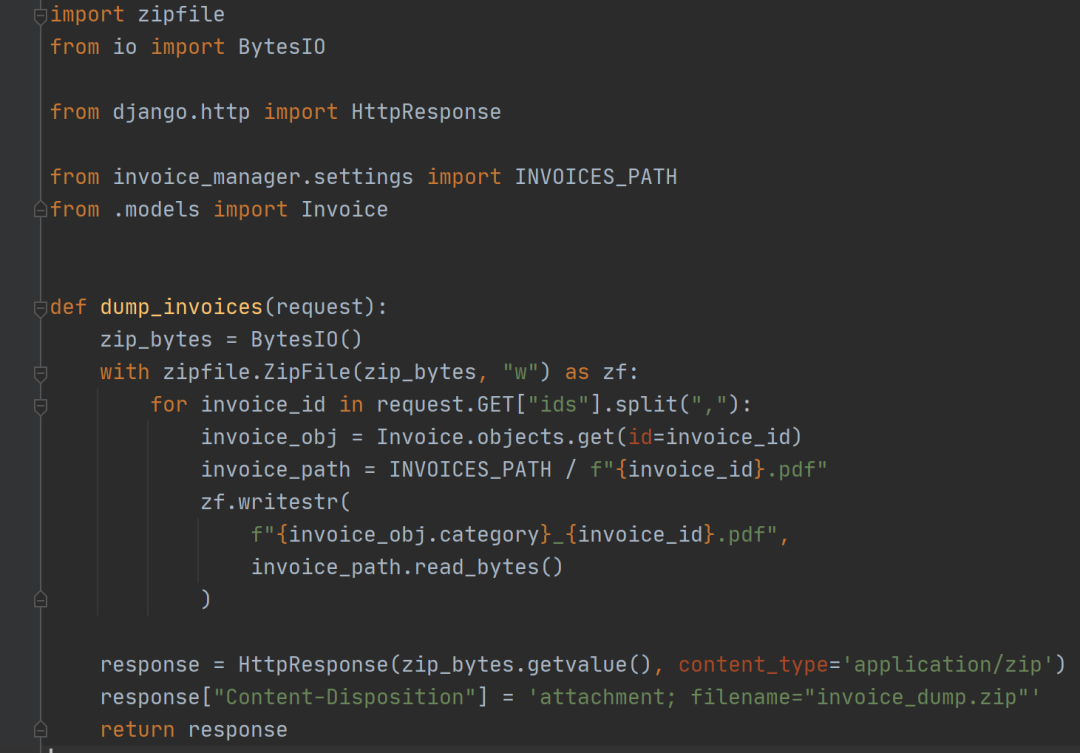 import zipfile
from io import BytesIO

from django.http import HttpResponse

from invoice_manager.settings import INVOICES_PATH
from .models import Invoice


def dump_invoices(request):
    zip_bytes = BytesIO()
    with zipfile.ZipFile(zip_bytes, "w") as zf:
        for invoice_id in request.GET["ids"].split(","):
            invoice_obj = Invoice.objects.get(id=invoice_id)
            invoice_path = INVOICES_PATH / f"{invoice_id}.pdf"
            zf.writestr(
                f"{invoice_obj.category}_{invoice_id}.pdf",
                invoice_path.read_bytes()
            )

    response = HttpResponse(zip_bytes.getvalue(), content_type='application/zip')
    response["Content-Disposition"] = 'attachment; filename="invoice_dump.zip"'
    return response